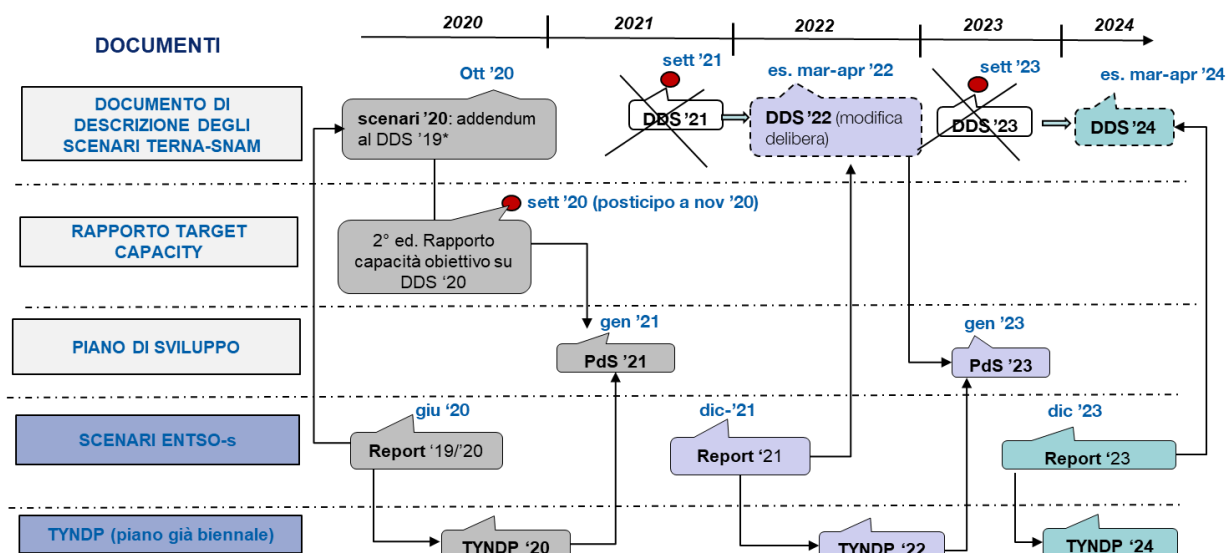 2020
2021
2022
2023
2024
DOCUMENTI
Ott '20
sett '21
es. mar-apr '22
sett '23
es. mar-apr '24
DOCUMENTO DI
DESCRIZIONE DEGLI
SCENARI TERNA-SNAM
scenari '20: addendum
al DDS '19*
DDS '21
DDS '22 (modifica
delibera)
DDS '23
DDS '24
sett '20 (posticipo a nov '20)
RAPPORTO TARGET
CAPACITY
2° ed. Rapporto
capacità obiettivo su
DDS '20
gen '21
gen '23
PIANO DI SVILUPPO
PdS '21
PdS '23
giu '20
dic-'21
dic '23
SCENARI ENTSO-s
Report '19/'20
Report '21
Report '23
TYNDP (piano già biennale)
TYNDP '20
TYNDP '22
TYNDP '24